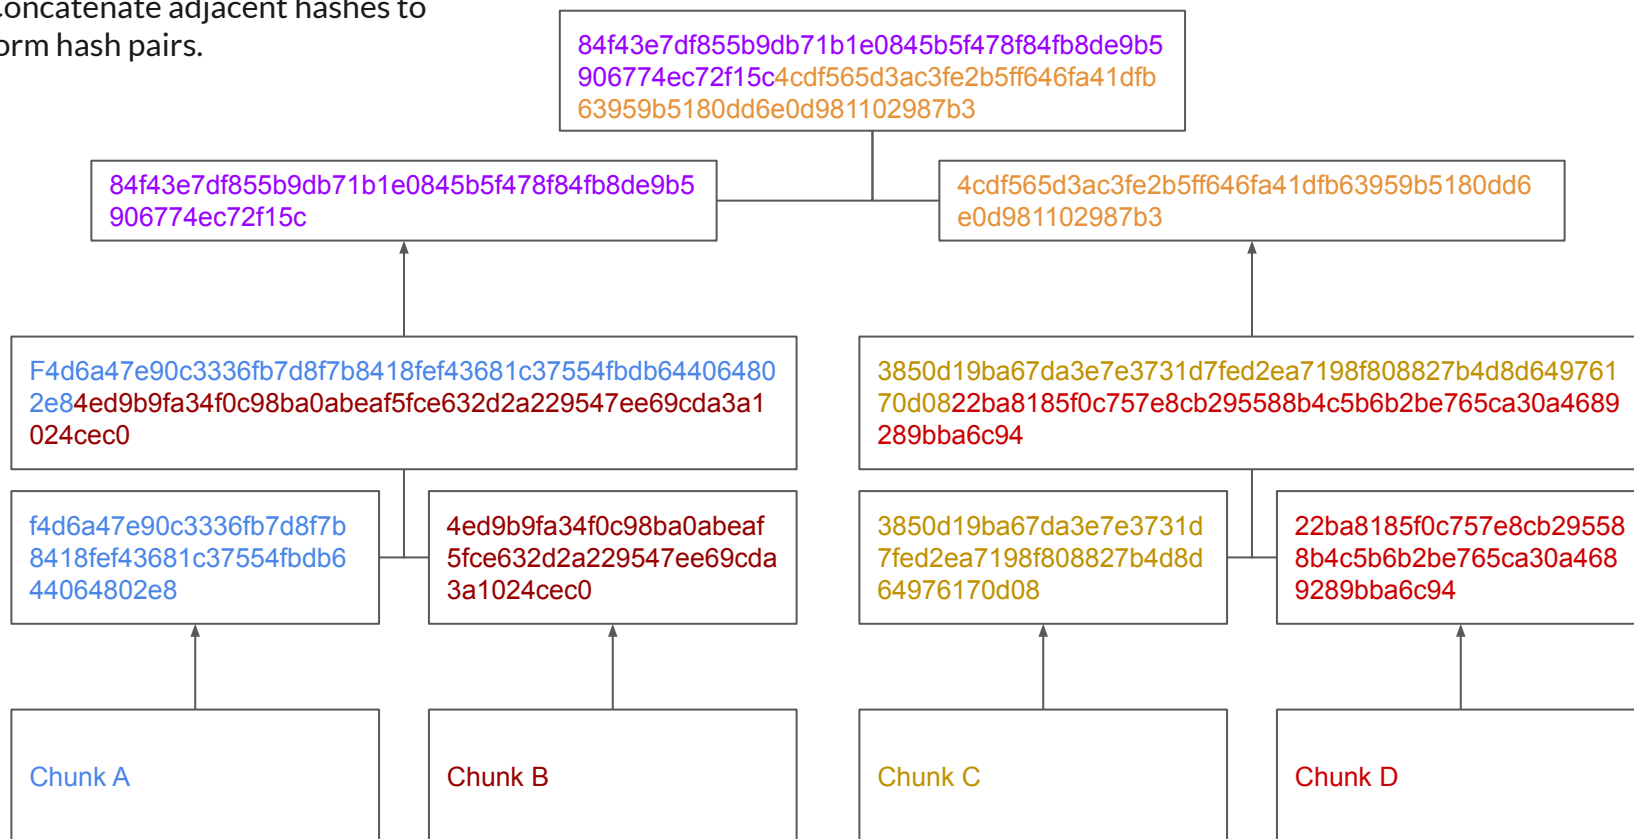 oncatenate adjacent hashes to
orm hash pairs.
84f43e7df855b9db71b1e0845b5f478f84fb8de9b5
906774ec72f15c4cdf565d3ac3fe2b5ff646fa41dfb
63959b5180dd6e0d981102987b3
84f43e7df855b9db71b1e0845b5f478f84fb8de9b5
906774ec72f15c
4cdf565d3ac3fe2b5ff646fa41dfb63959b5180dd6
e0d981102987b3
F4d6a47e90c3336fb7d8f7b8418fef43681c37554fbdb64406480
2e84ed9b9fa34f0c98ba0abeaf5fce632d2a229547ee69cda3a1
024cec0
3850d19ba67da3e7e3731d7fed2ea7198f808827b4d8d649761
70d0822ba8185f0c757e8cb295588b4c5b6b2be765ca30a4689
289bba6c94
f4d6a47e90c3336fb7d8f7b
8418fef43681c37554fbdb6
44064802e8
4ed9b9fa34f0c98ba0abeaf
5fce632d2a229547ee69cda
3a1024cec0
3850d19ba67da3e7e3731d
7fed2ea7198f808827b4d8d
64976170d08
22ba8185f0c757e8cb29558
8b4c5b6b2be765ca30a468
9289bba6c94
Chunk A
Chunk B
Chunk C
Chunk D